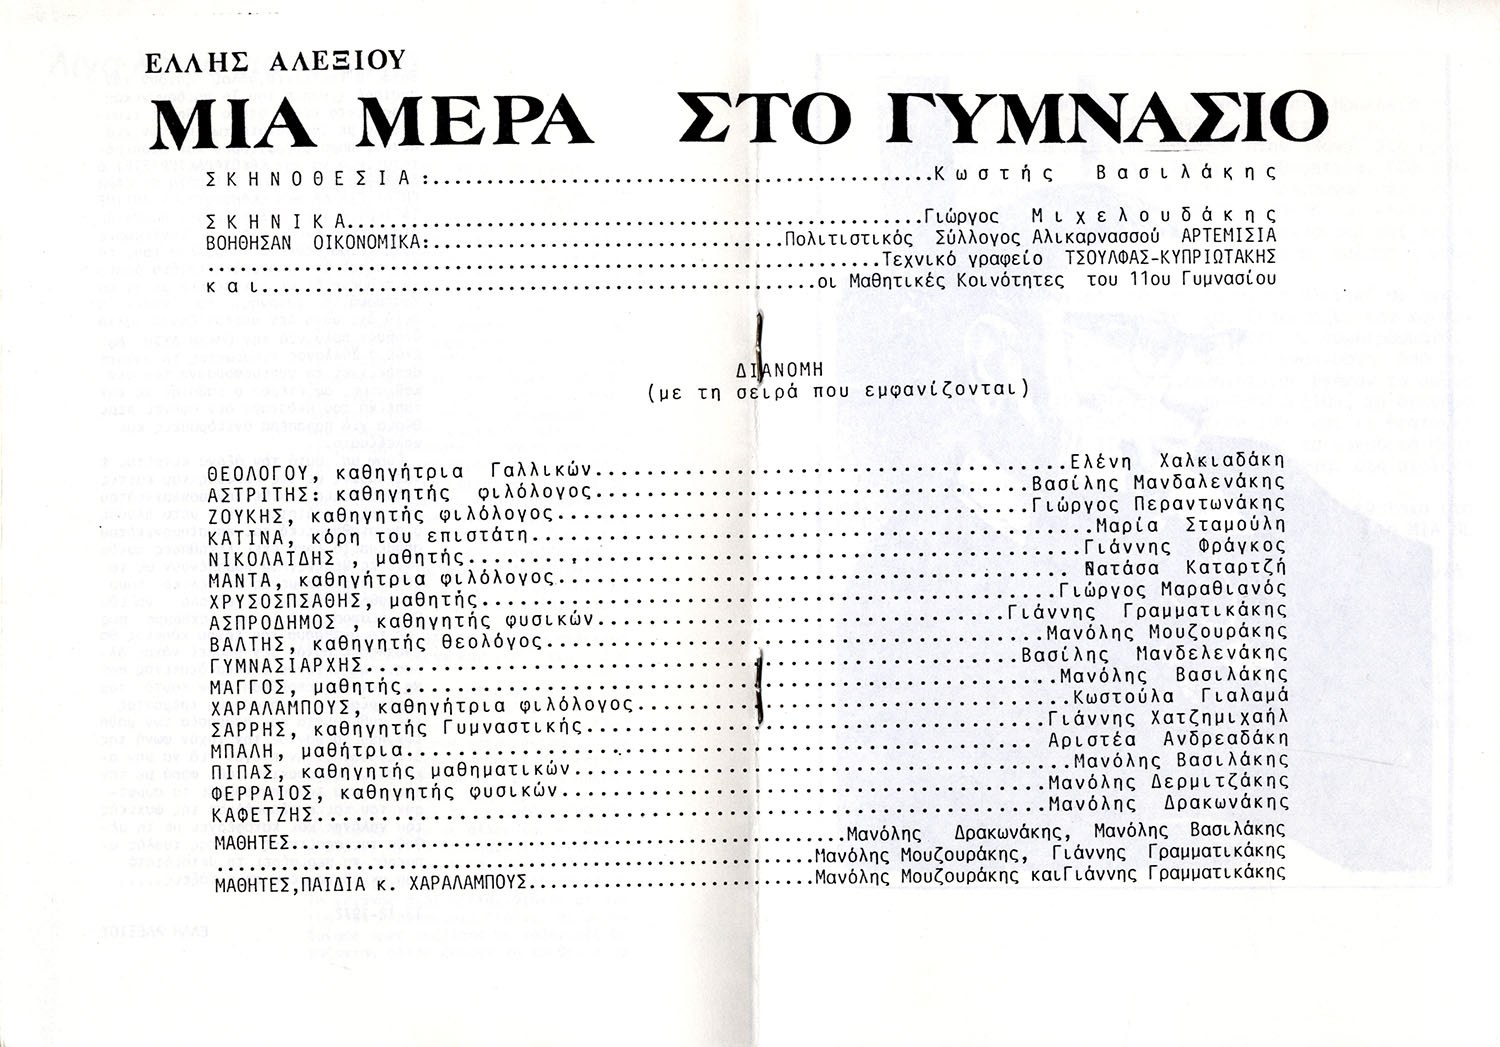 ΕΛΛΗΣ ΑΛΕΞΙΟΥ
ΜΙΑ ΜΕΡΑ ΣΤΟ ΓΥΜΝΑΣΙΟ
ΣΚΗΝΟΘΕΣΙΑ:..........Κωστής Βασιλάκης
ΣΚΗΝΙΚΑ..........Γιώργος Μιχελουδάκης
ΒΟΗΘΗΣΑΝ ΟΙΚΟΝΟΜΙΚΑ:..........Πολιτιστικός Σύλλογος Αλικαρνασσού ΑΡΤΕΜΙΣΙΑ
..........Τεχνικό γραφείο ΤΣΟΥΛΦΑΣ-ΚΥΠΡΙΩΤΑΚΗΣ
και..........οι Μαθητικές Κοινότητες του 11ου Γυμνασίου
ΔΙΑΝΟΜΗ
(με τη σειρά που εμφανίζονται)
ΘΕΟΛΟΓΟΥ, καθηγήτρια Γαλλικών..........Ελένη Χαλκιαδάκη
ΑΣΤΡΙΤΗΣ: καθηγητής φιλόλογος..........Βασίλης Μανδαλενάκης
ΖΟΥΚΗΣ, καθηγητής φιλόλογος..........Γιώργος Περαντωνάκης
ΚΑΤΙΝΑ, κόρη του επιστάτη..........Μαρία Σταμούλη
ΝΙΚΟΛΑΙΔΗΣ , μαθητής..........Γιάννης Φράγκος
ΜΑΝΤΑ, καθηγήτρια φιλόλογος.......... Νατάσα Καταρτζή
ΧΡΥΣΟΣΠΣΑΘΗΣ, μαθητής..........Γιώργος Μαραθιανός
ΑΣΠΡΟΔΗΜΟΣ , καθηγητής φυσικών..........Γιάννης Γραμματικάκης
ΒΑΛΤΗΣ, καθηγητής θεολόγος..........Μανόλης Μουζουράκης
ΓΥΜΝΑΣΙΑΡΧΗΣ..........Βασίλης Μανδελενάκης
ΜΑΓΓΟΣ, μαθητής..........Μανόλης Βασιλάκης
ΧΑΡΑΛΑΜΠΟΥΣ, καθηγήτρια φιλόλογος..........Κωστούλα Γιαλαμά
ΣΑΡΡΗΣ, καθηγητής Γυμναστικής..........Γιάννης Χατζημιχαήλ
ΜΠΑΛΗ, μαθήτρια.......... Αριστέα Ανδρεαδάκη
ΠΙΠΑΣ, καθηγητής μαθηματικών..........Μανόλης Βασιλάκης
ΦΕΡΡΑΙΟΣ, καθηγητής φυσικών..........Μανόλης Δερμιτζάκης
ΚΑΦΕΤΖΗΣ..........Μανόλης Δρακωνάκης
ΜΑΘΗΤΕΣ..........Μανόλης Δρακωνάκης, Μανόλης Βασιλάκης
..........Μανόλης Μουζουράκης, Γιάννης Γραμματικάκης
ΜΑΘΗΤΕΣ,ΠΑΙΔΙΑ κ. ΧΑΡΑΛΑΜΠΟΥΣ..........Μανόλης Μουζουράκης καιΓιάννης Γραμματικάκης